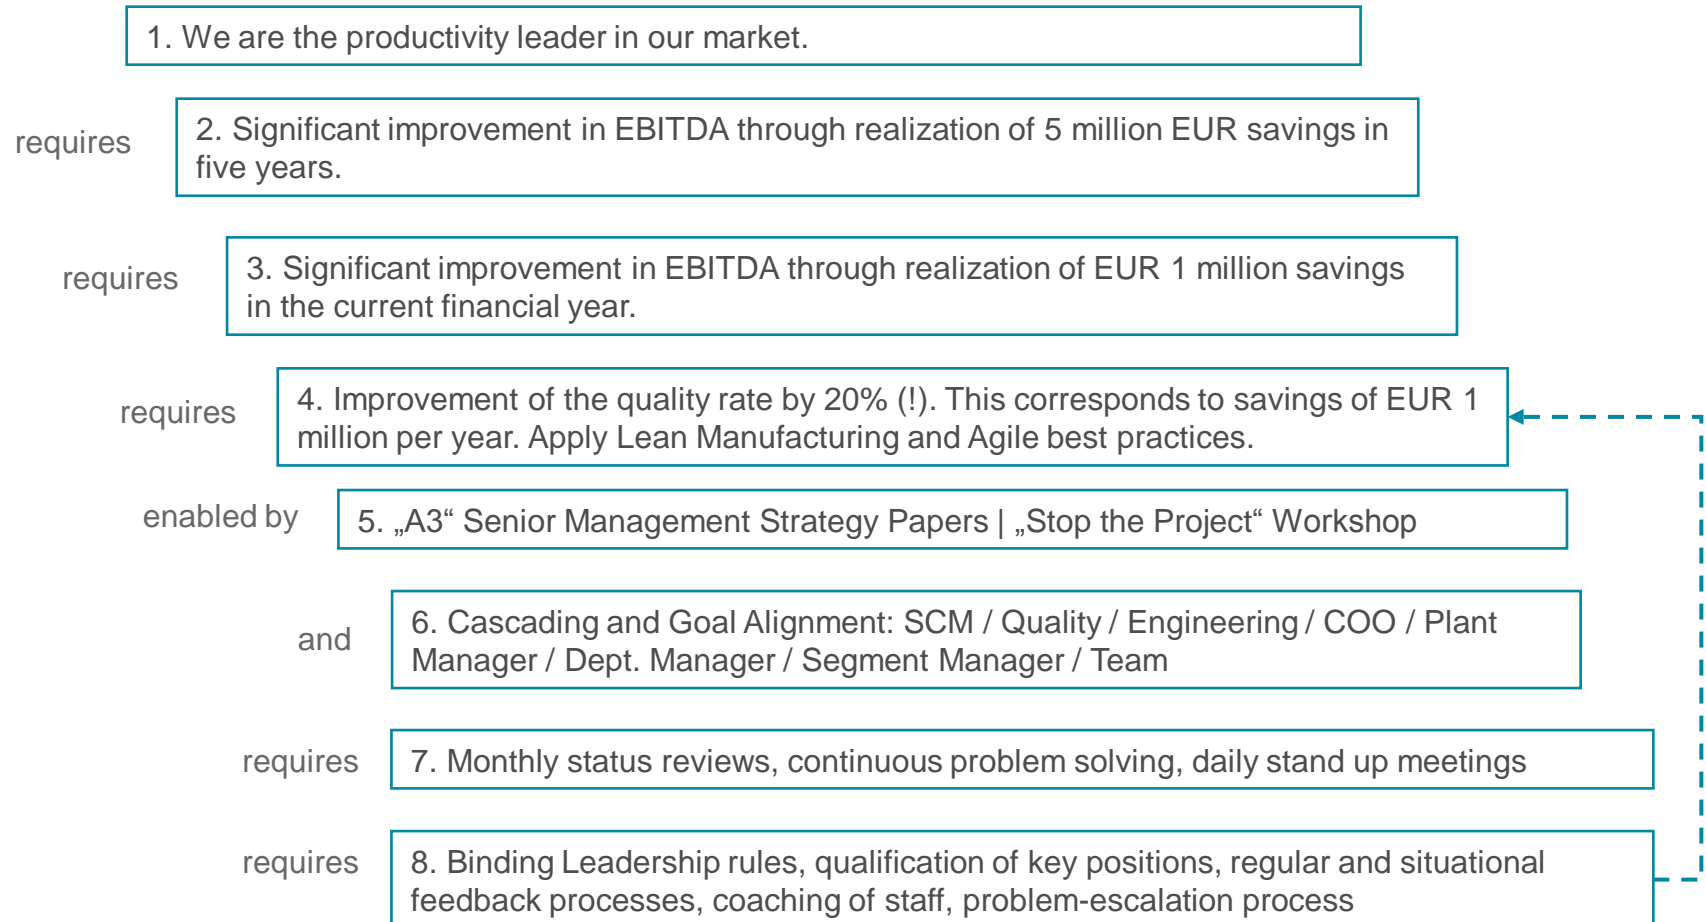 1. We are the productivity leader in our market.
requires
2. Significant improvement in EBITDA through realization of 5 million EUR savings in
five years.
requires
3. Significant improvement in EBITDA through realization of EUR 1 million savings
in the current financial year.
requires
4. Improvement of the quality rate by 20% (!). This corresponds to savings of EUR 1
million per year. Apply Lean Manufacturing and Agile best practices.
enabled by
5. „A3“ Senior Management Strategy Papers | „Stop the Project“ Workshop
and
6. Cascading and Goal Alignment: SCM / Quality / Engineering / COO / Plant
Manager / Dept. Manager / Segment Manager / Team
requires
7. Monthly status reviews, continuous problem solving, daily stand up meetings
requires
8. Binding Leadership rules, qualification of key positions, regular and situational
feedback processes, coaching of staff, problem-escalation process